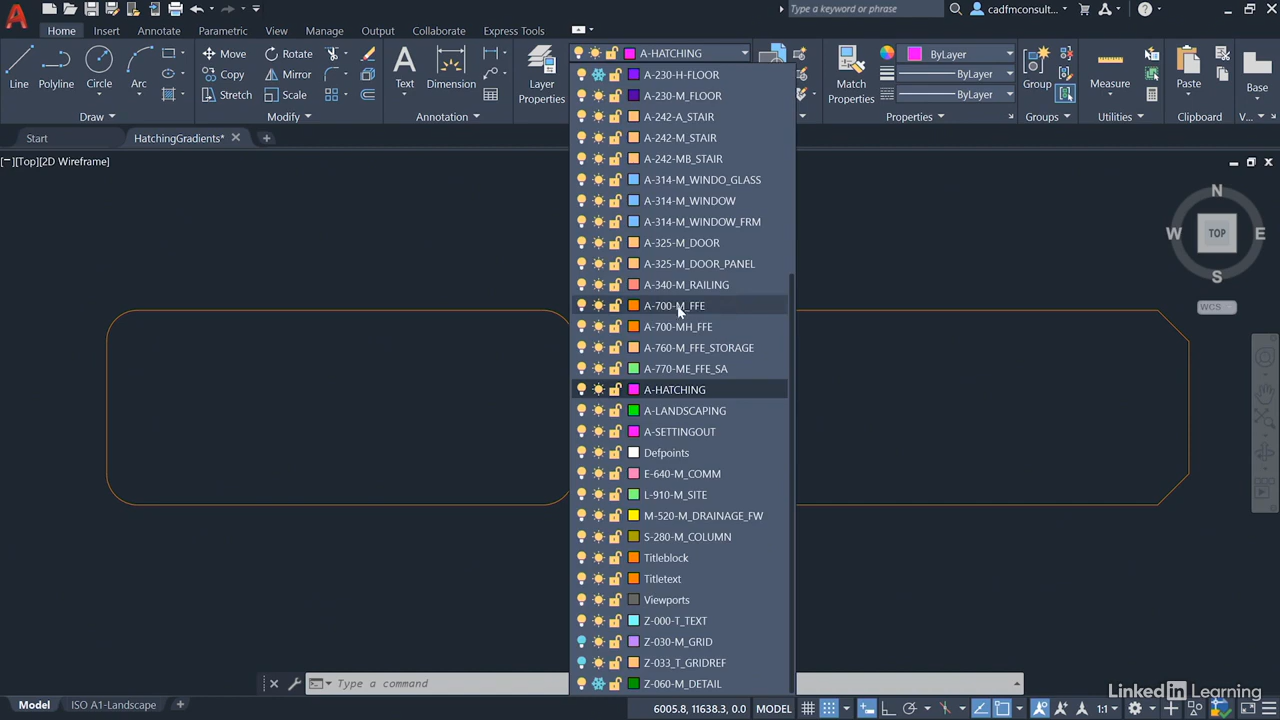 Type a keyword or phrase
cadfmconsult...
Home
Insert
Annotate
Parametric
View
Manage
Output
Collaborate
Express Tools
Line
Polyline
Circle
Arc
Move
Rotate
Copy
Mirror
Stretch
Scale
Text
Dimension
Layer
Properties
A-HATCHING
Match
Properties
ByLayer
ByLayer
ByLayer
Group
Measure
Paste
Base
Draw
Modify
Annotation
Properties
Groups
Utilities
Clipboard
V...
Start
HatchingGradients*
[−][Top][2D Wireframe]
A-230-H-FLOOR
A-230-M_FLOOR
A-242-A_STAIR
A-242-M_STAIR
A-242-MB_STAIR
A-314-M_WINDO_GLASS
A-314-M_WINDOW
A-314-M_WINDOW_FRM
A-325-M_DOOR
A-325-M_DOOR_PANEL
A-340-M_RAILING
A-700-M_FFE
A-700-MH_FFE
A-760-M_FFE_STORAGE
A-770-ME_FFE_SA
A-HATCHING
A-LANDSCAPING
A-SETTINGOUT
Defpoints
E-640-M_COMM
L-910-M_SITE
M-520-M_DRAINAGE_FW
S-280-M_COLUMN
Titleblock
Titletext
Viewports
Z-000-T_TEXT
Z-030-M_GRID
Z-033_T_GRIDREF
Z-060-M_DETAIL
N
W
TOP
E
S
WCS
Type a command
LinkedIn Learning
Model
ISO A1-Landscape
6005.8, 11638.3, 0.0
MODEL
1:1